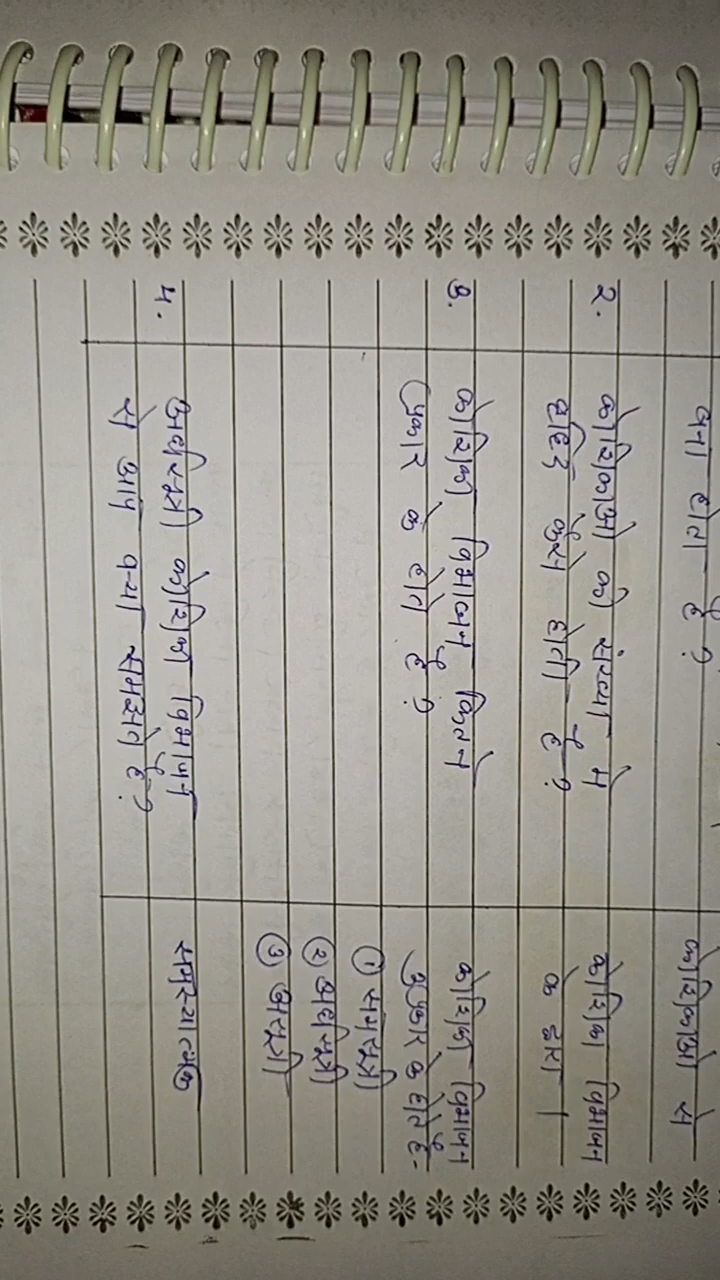 बना होता है ?
कोशिकाओं से
२. कोशिकाओ की संख्या मे
वृद्धि कैसे होती है ?
कोशिका विभाजन
के द्वारा ।
3. कोशिका विभाजन कितने
प्रकार के होते है ?
कोशिका विभाजन
3 प्रकार के होते है -
① समसूत्री
② अर्धसूत्री
③ असूत्री
4. अर्धसूत्री कोशिका विभाजन
से आप क्या समझते है ?
समस्यात्मक